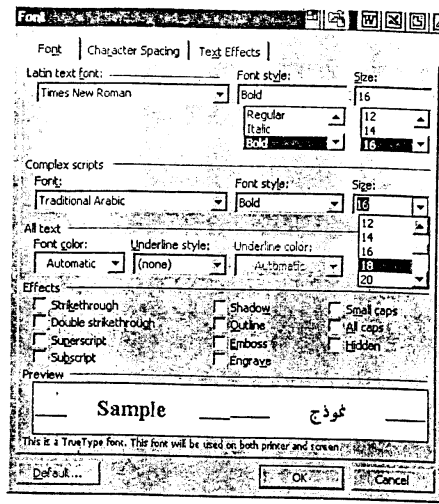 Font
Font Character Spacing Text Effects
Latin text font: Font style: Size:
Times New Roman Bold 16
Regular 12
Italic 14
Bold 16
Complex scripts
Font: Font style: Size:
Traditional Arabic Bold 16
12
14
16
18
20
All text
Font color: Underline style: Underline color:
Automatic (none) Automatic
Effects
Strikethrough Shadow Small caps
Double strikethrough Outline All caps
Superscript Emboss Hidden
Subscript Engrave
Preview
Sample نموذج
This is a TrueType font. This font will be used on both printer and screen.
Default... OK Cancel